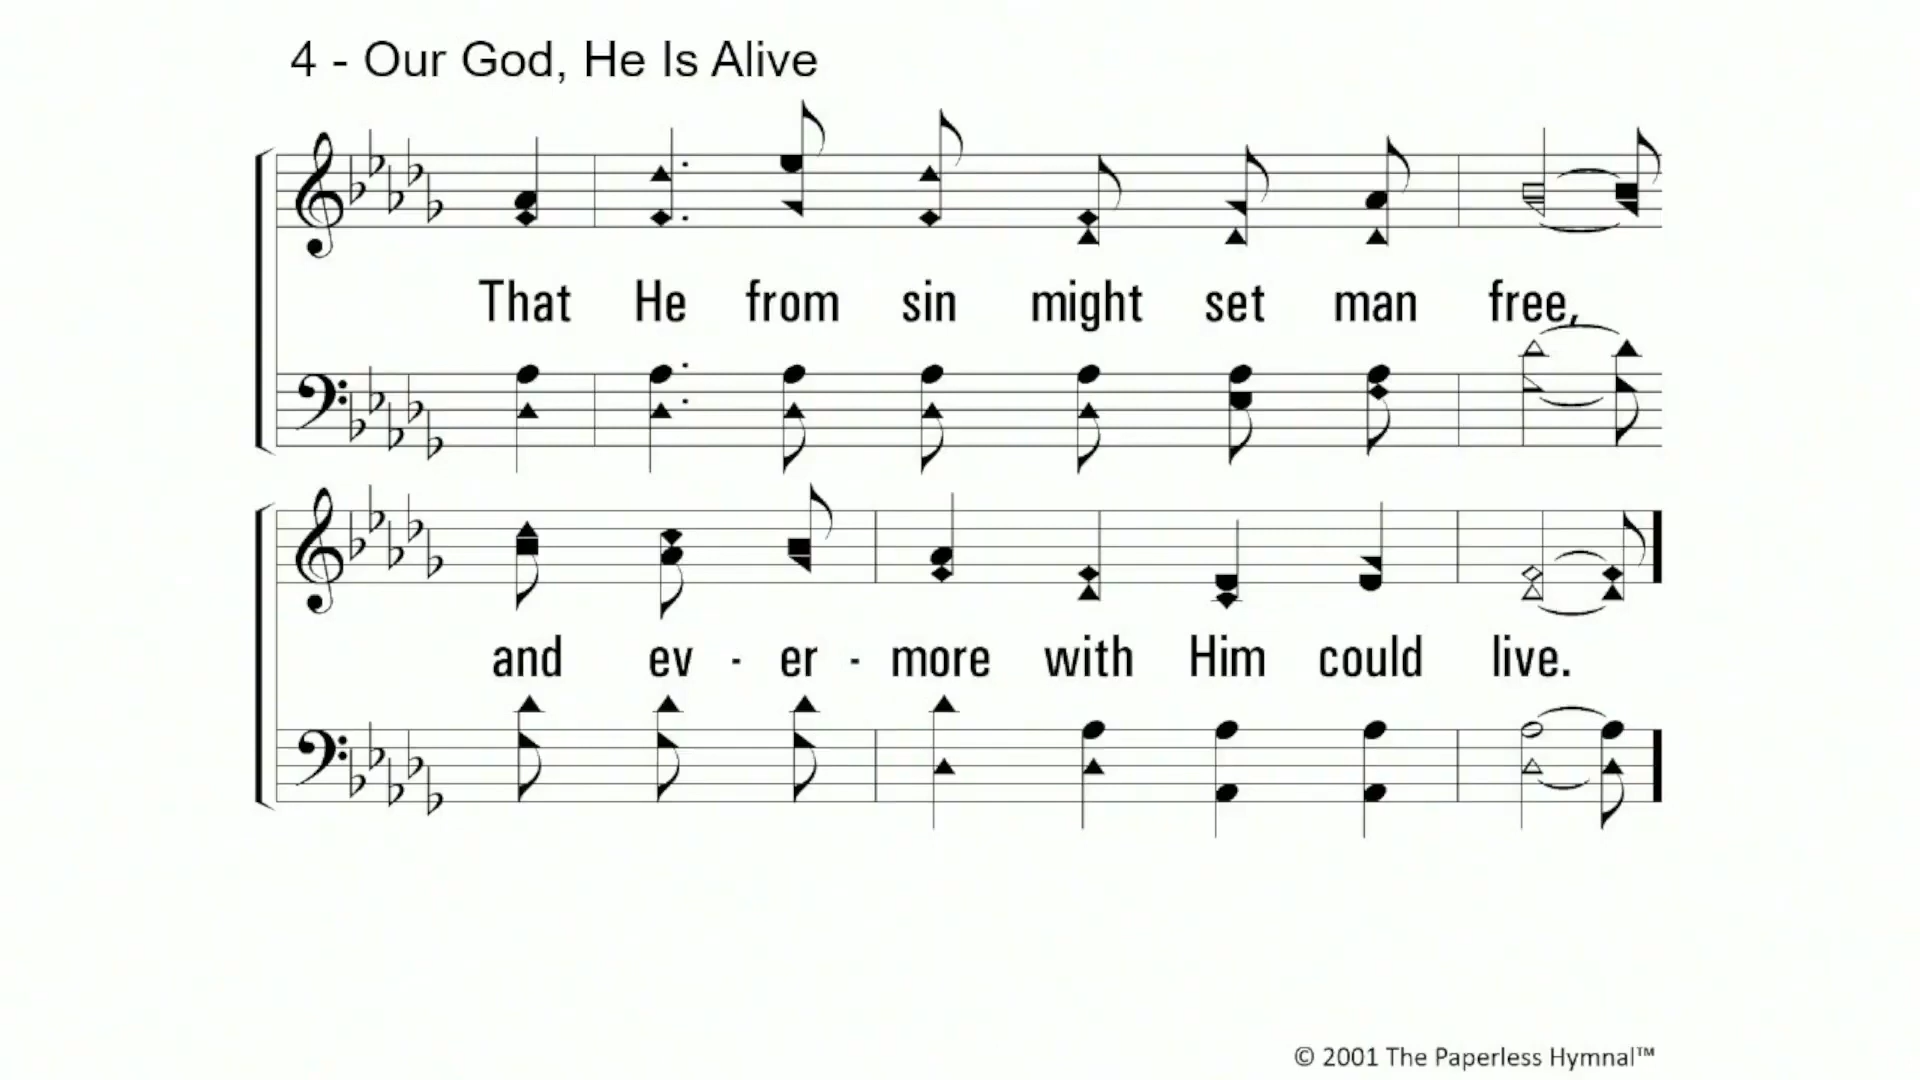 4 - Our God, He Is Alive
That He from sin might set man free,
and ev - er - more with Him could live.
© 2001 The Paperless Hymnal™